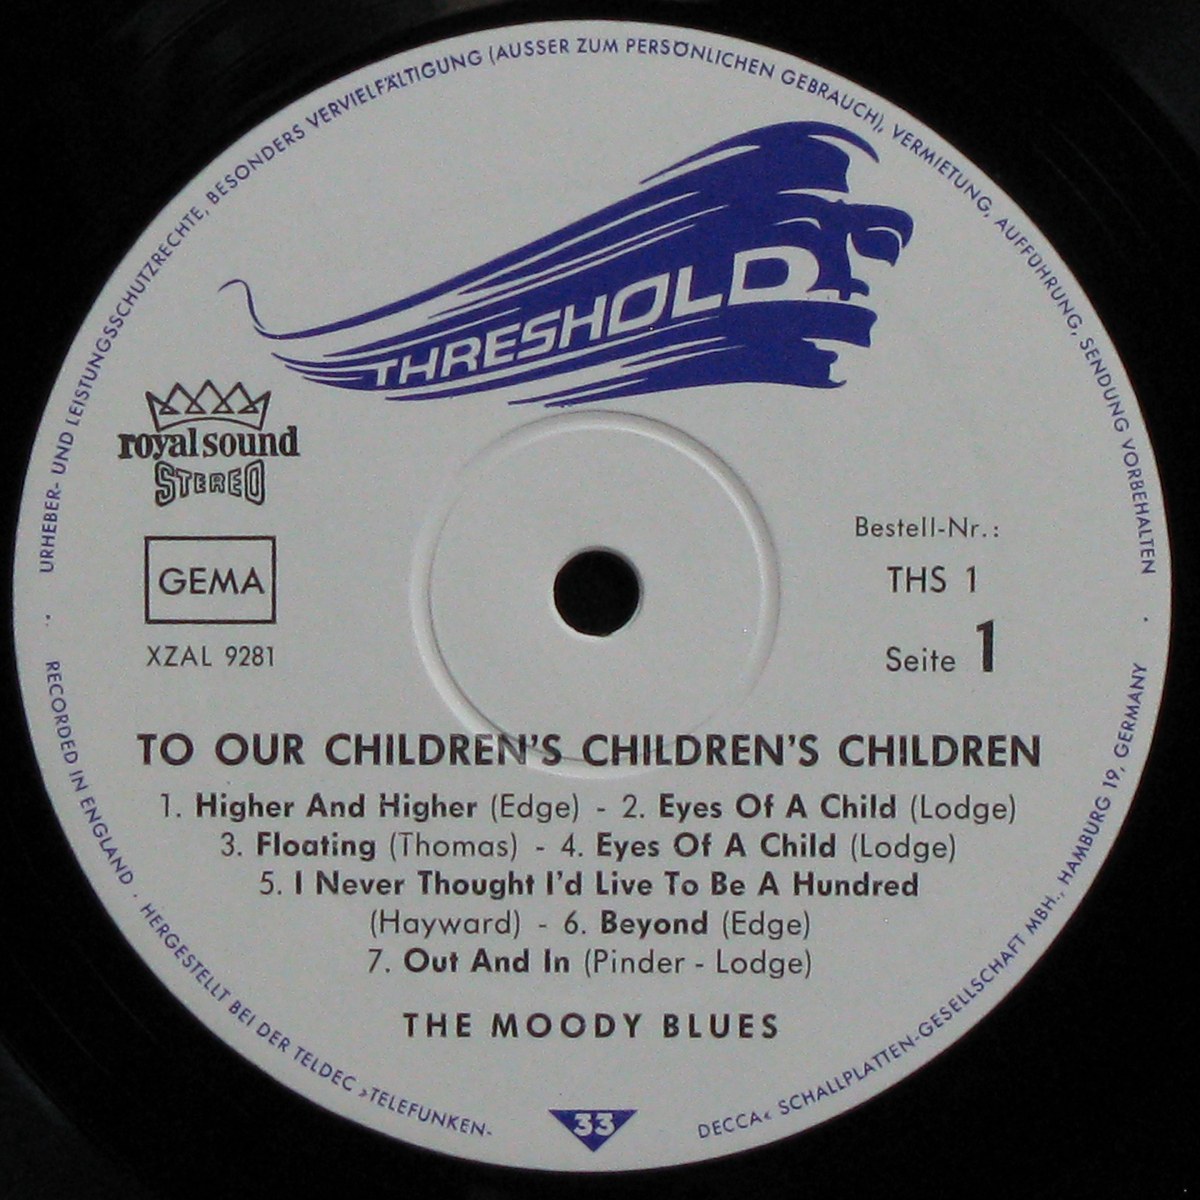 URHEBER- UND LEISTUNGSSCHUTZRECHTE, BESONDERS VERVIELFÄLTIGUNG (AUSSER ZUM PERSÖNLICHEN GEBRAUCH), VERMIETUNG, AUFFÜHRUNG, SENDUNG VORBEHALTEN
THRESHOLD
royal sound
STEREO
GEMA
XZAL 9281
Bestell-Nr.:
THS 1
Seite 1
TO OUR CHILDREN'S CHILDREN'S CHILDREN
1. Higher And Higher (Edge) - 2. Eyes Of A Child (Lodge)
3. Floating (Thomas) - 4. Eyes Of A Child (Lodge)
5. I Never Thought I'd Live To Be A Hundred
(Hayward) - 6. Beyond (Edge)
7. Out And In (Pinder - Lodge)
THE MOODY BLUES
33
RECORDED IN ENGLAND · HERGESTELLT BEI DER TELDEC »TELEFUNKEN-DECCA« SCHALLPLATTEN-GESELLSCHAFT MBH., HAMBURG 19, GERMANY